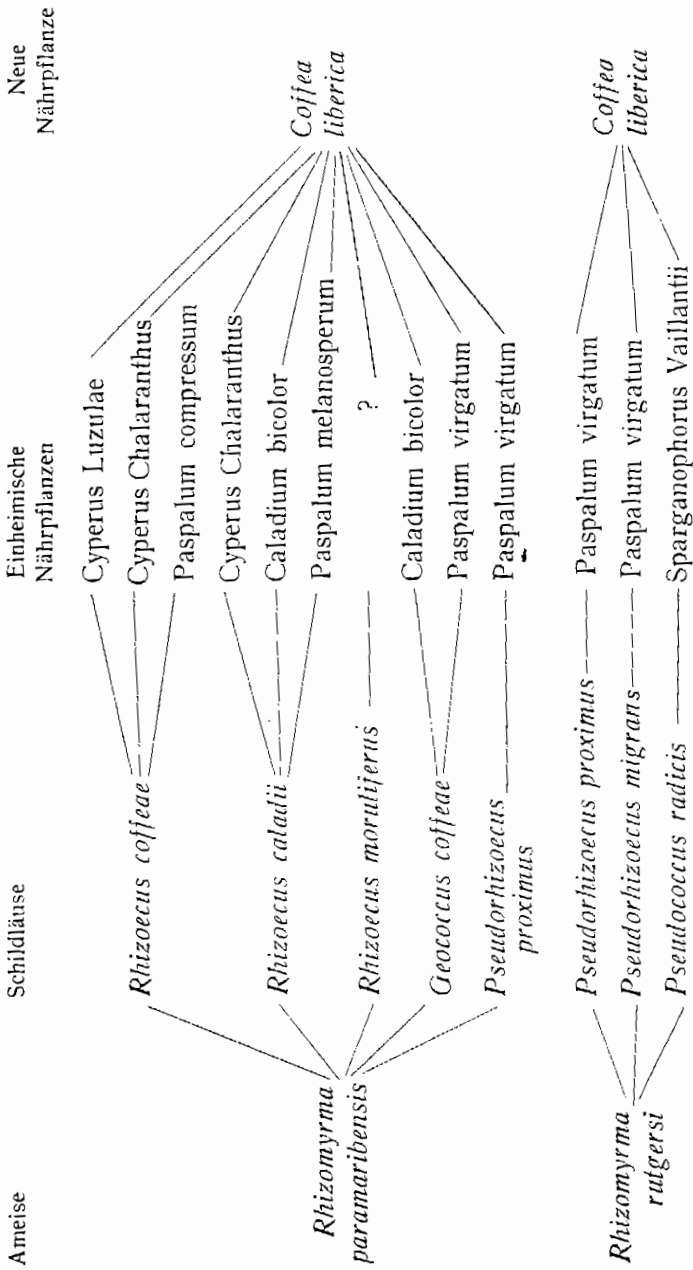 Ameise
Schildläuse
Einheimische
Nährpflanzen
Neue
Nährpflanze
Rhizomyrma
paramaribensis
Rhizoecus coffeae
Cyperus Luzulae
Cyperus Chalaranthus
Paspalum compressum
Rhizoecus caladii
Cyperus Chalaranthus
Caladium bicolor
Paspalum melanosperum
Rhizoecus moruliferus
?
Geococcus coffeae
Caladium bicolor
Paspalum virgatum
Pseudorhizoecus
proximus
Paspalum virgatum
Coffea
liberica
Rhizomyrma
rutgersi
Pseudorhizoecus proximus
Paspalum virgatum
Pseudorhizoecus migrans
Paspalum virgatum
Pseudococcus radicis
Sparganophorus Vaillantii
Coffea
liberica